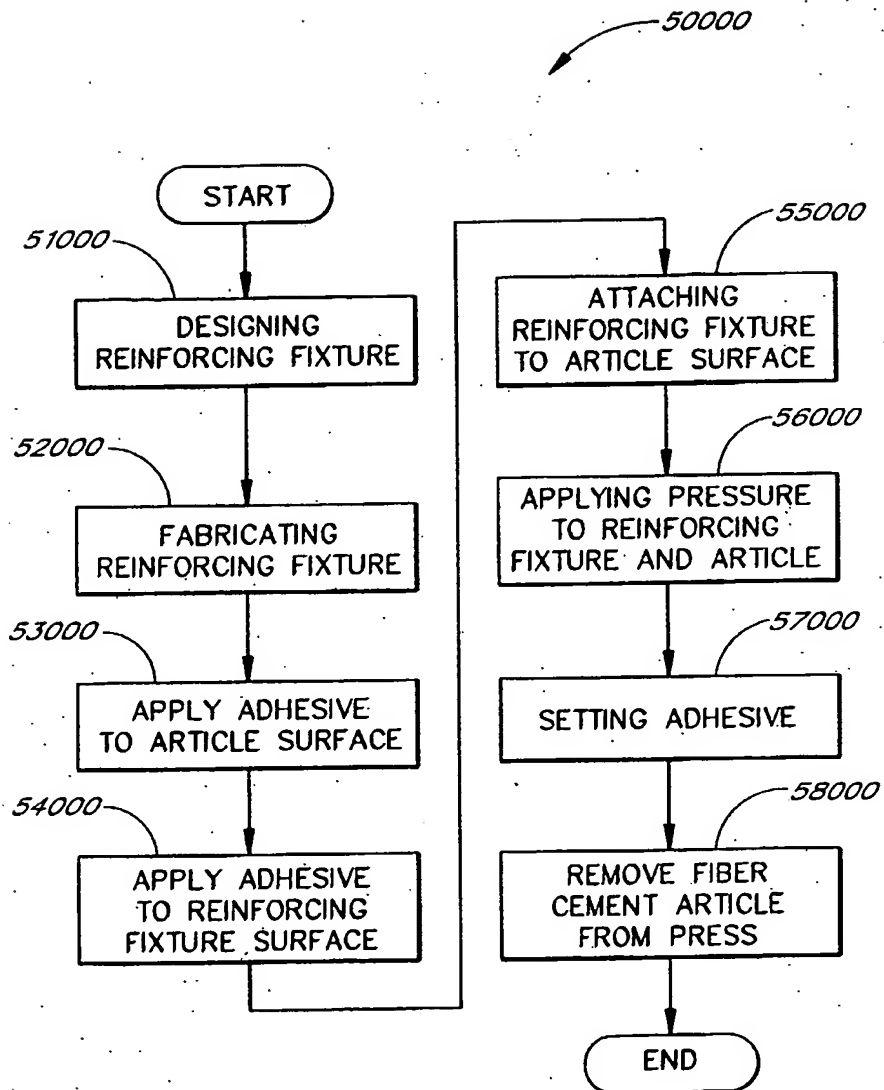 50000
START
51000
DESIGNING
REINFORCING FIXTURE
52000
FABRICATING
REINFORCING FIXTURE
53000
APPLY ADHESIVE
TO ARTICLE SURFACE
54000
APPLY ADHESIVE
TO REINFORCING
FIXTURE SURFACE
55000
ATTACHING
REINFORCING FIXTURE
TO ARTICLE SURFACE
56000
APPLYING PRESSURE
TO REINFORCING
FIXTURE AND ARTICLE
57000
SETTING ADHESIVE
58000
REMOVE FIBER
CEMENT ARTICLE
FROM PRESS
END